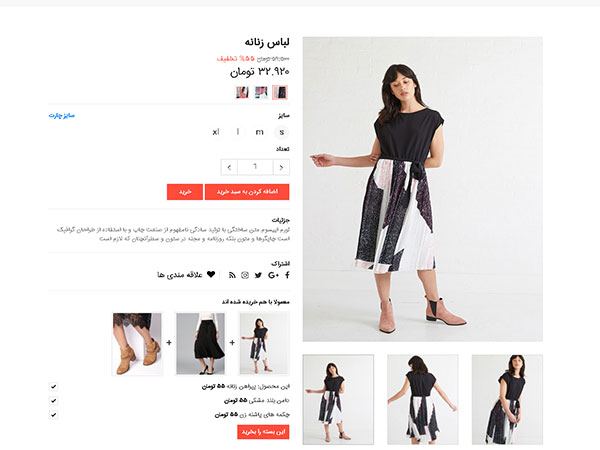 لباس زنانه
۵۹.۵۰۰ تومان ۵۵% تخفیف
۳۲.۹۲۰ تومان
سایز
سایز چارت
s m l xl
تعداد
1
اضافه کردن به سبد خرید
خرید
جزئیات
لورم ایپسوم متن ساختگی با تولید سادگی نامفهوم از صنعت چاپ و با استفاده از طراحان گرافیک
است چاپگرها و متون بلکه روزنامه و مجله در ستون و سطرآنچنان که لازم است
اشتراک
علاقه مندی ها
معمولا با هم خریده شده اند
این محصول: پیراهن زنانه ۵۵ تومان
دامن بلند مشکی ۵۵ تومان
چکمه های پاشنه زن ۵۵ تومان
این بسته را بخرید